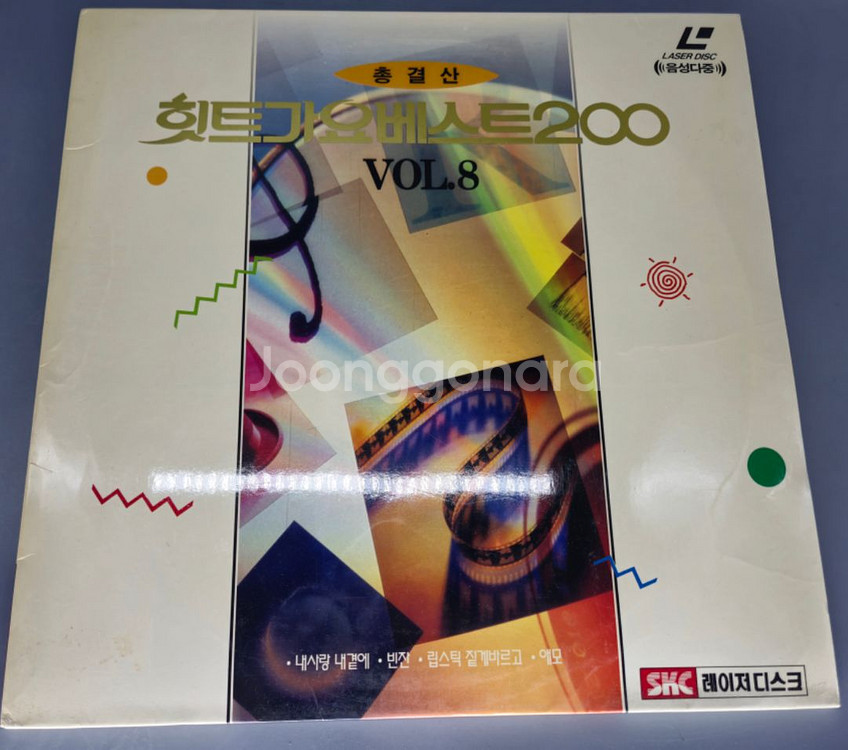 총결산
힛트가요베스트200
VOL.8
LASER DISC
음성다중
Joonggonara
• 내사랑 내곁에 • 빈잔 • 립스틱 짙게바르고 • 애모
SKC 레이저디스크